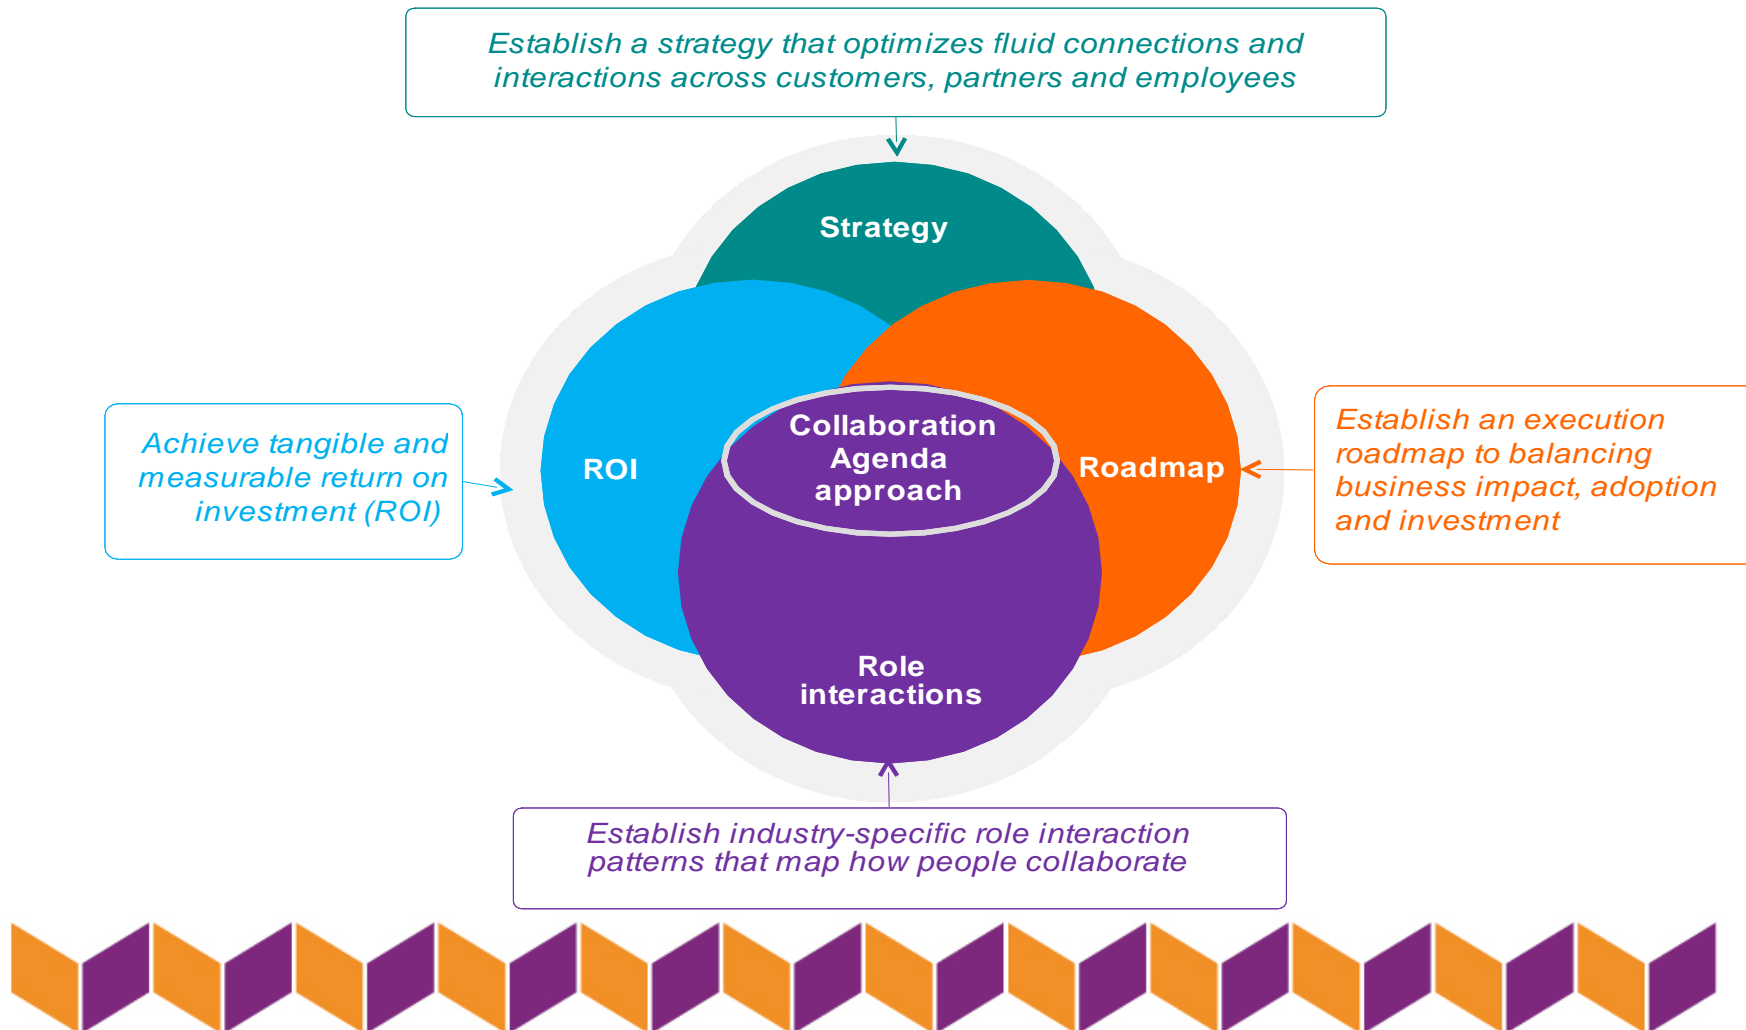 Establish a strategy that optimizes fluid connections and
interactions across customers, partners and employees
Strategy
Achieve tangible and
measurable return on
investment (ROI)
ROI
Collaboration
Agenda
approach
Roadmap
Establish an execution
roadmap to balancing
business impact, adoption
and investment
Role
interactions
Establish industry-specific role interaction
patterns that map how people collaborate